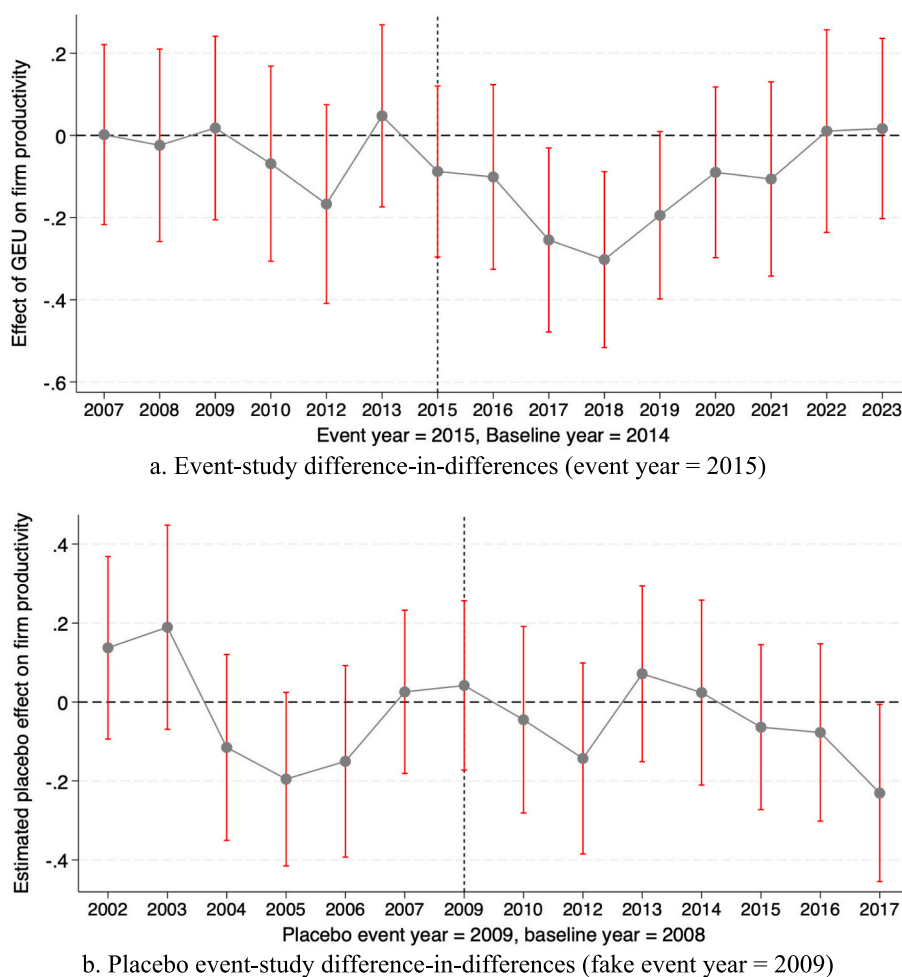 Effect of GEU on firm productivity
.2
0
-.2
-.4
-.6
2007 2008 2009 2010 2012 2013 2015 2016 2017 2018 2019 2020 2021 2022 2023
Event year = 2015, Baseline year = 2014
a. Event-study difference-in-differences (event year = 2015)
Estimated placebo effect on firm productivity
.4
.2
0
-.2
-.4
2002 2003 2004 2005 2006 2007 2009 2010 2012 2013 2014 2015 2016 2017
Placebo event year = 2009, baseline year = 2008
b. Placebo event-study difference-in-differences (fake event year = 2009)